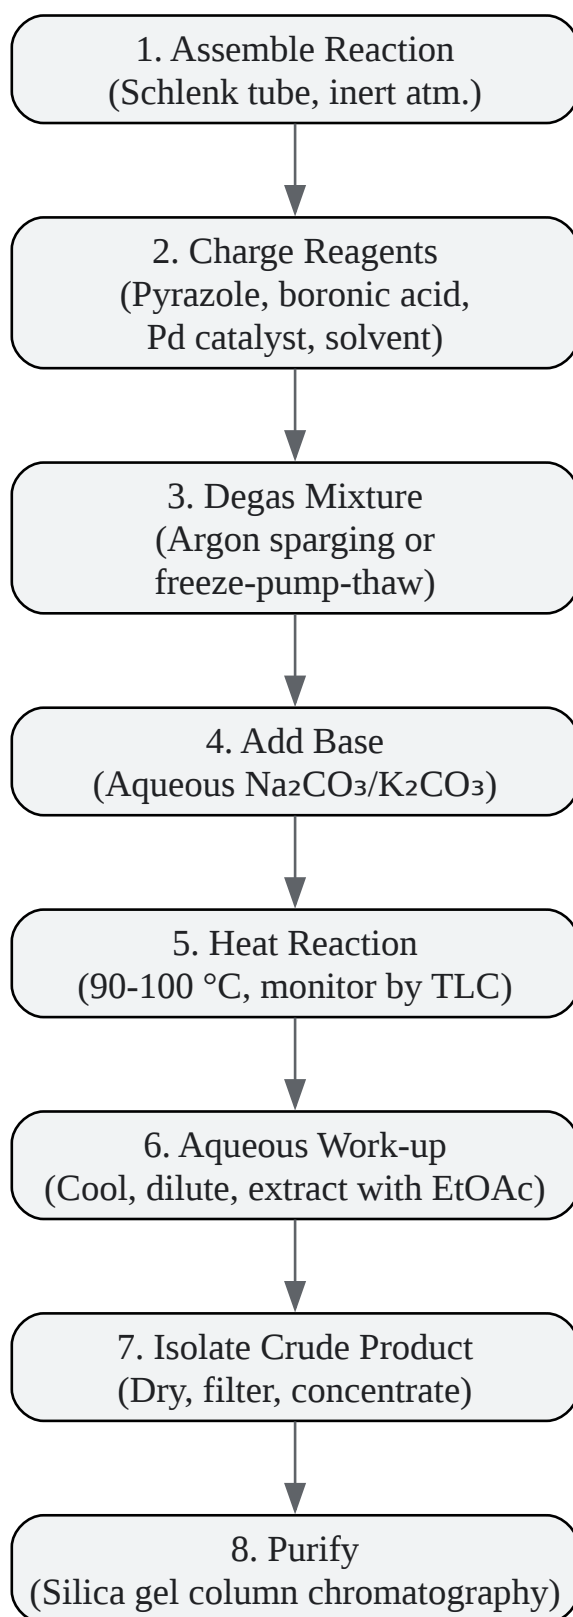 1. Assemble Reaction
(Schlenk tube, inert atm.)
2. Charge Reagents
(Pyrazole, boronic acid,
Pd catalyst, solvent)
3. Degas Mixture
(Argon sparging or
freeze-pump-thaw)
4. Add Base
(Aqueous Na₂CO₃/K₂CO₃)
5. Heat Reaction
(90-100 °C, monitor by TLC)
6. Aqueous Work-up
(Cool, dilute, extract with EtOAc)
7. Isolate Crude Product
(Dry, filter, concentrate)
8. Purify
(Silica gel column chromatography)